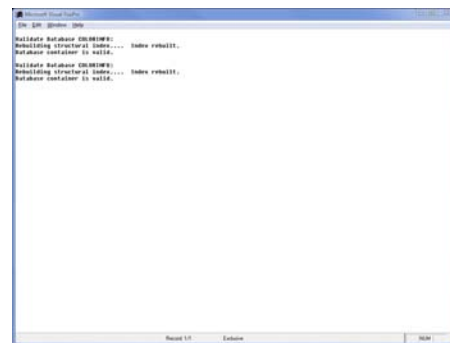 Microsoft Visual FoxPro
File Edit Window Help
Validate Database COLORINFO:
Rebuilding structural index.... Index rebuilt.
Database container is valid.
Validate Database COLORINFO:
Rebuilding structural index.... Index rebuilt.
Database container is valid.
Record 1/1 Exclusive NUM